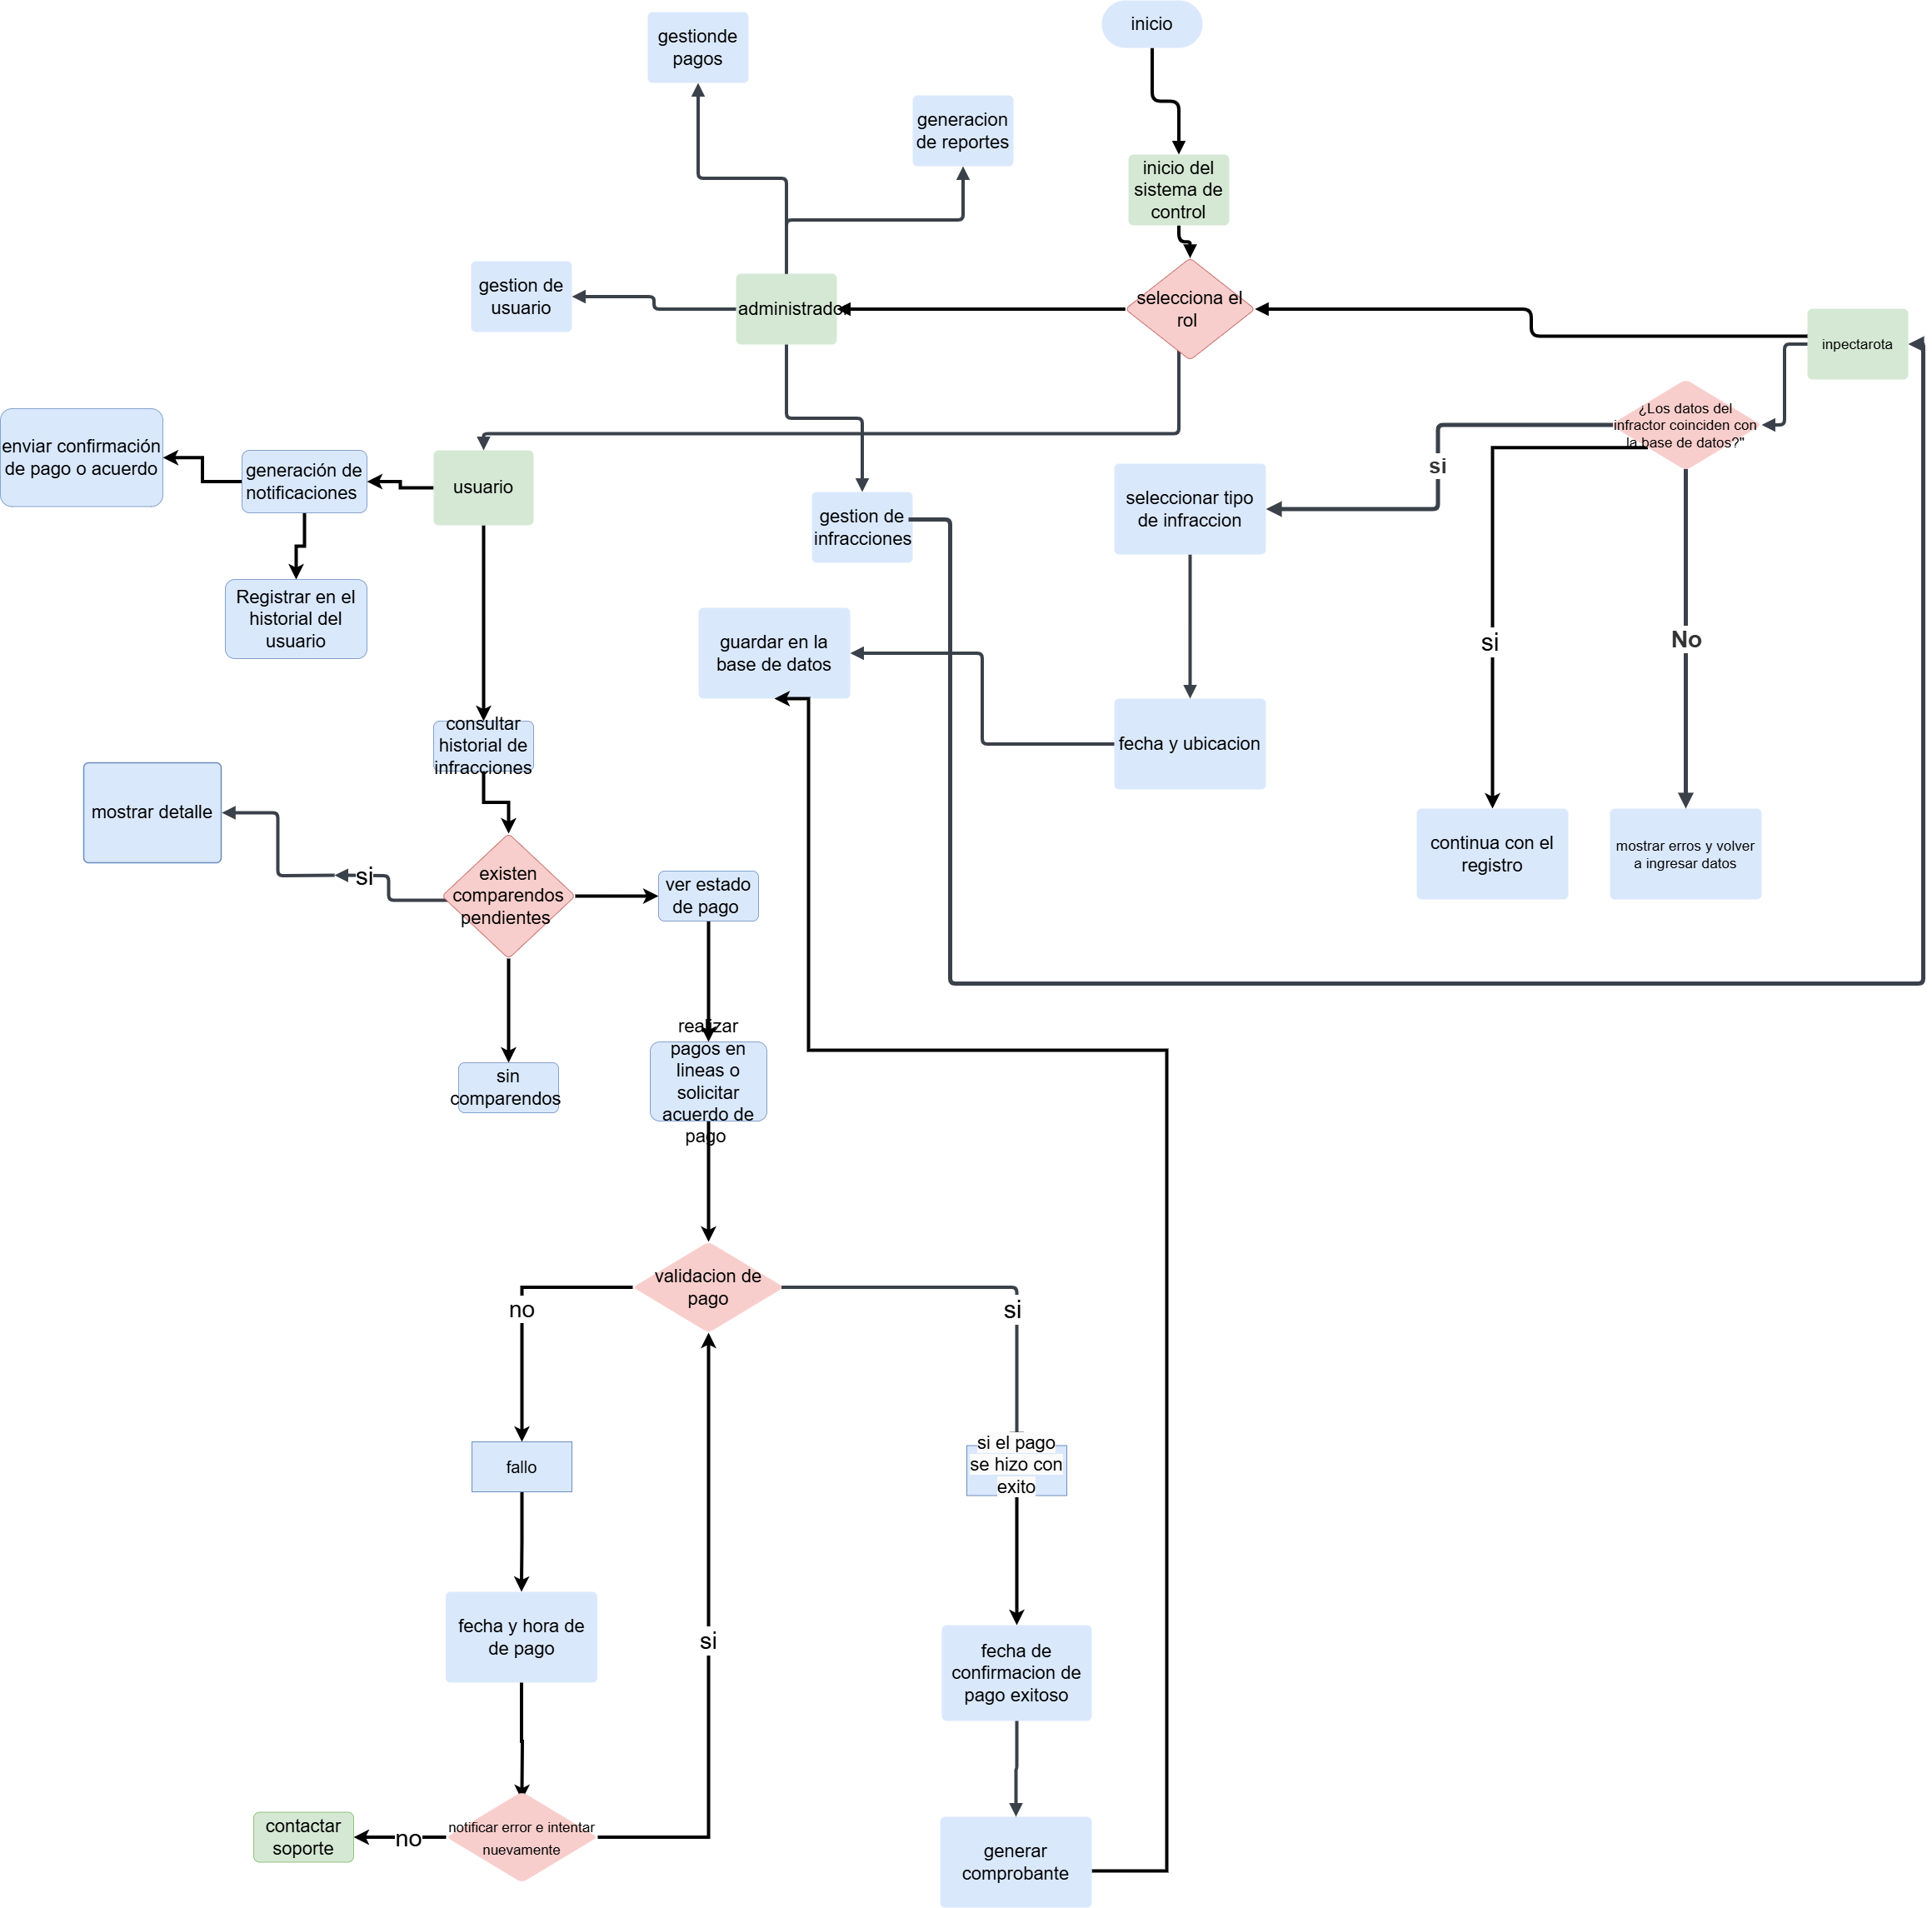 inicio
gestionde
pagos
generacion
de reportes
inicio del
sistema de
control
selecciona el
rol
gestion de
usuario
administrador
inpectarota
¿Los datos del
infractor coinciden con
la base de datos?"
enviar confirmación
de pago o acuerdo
generación de
notificaciones
usuario
si
seleccionar tipo
de infraccion
gestion de
infracciones
Registrar en el
historial del
usuario
guardar en la
base de datos
si
No
consultar
historial de
infracciones
fecha y ubicacion
mostrar detalle
continua con el
registro
mostrar erros y volver
a ingresar datos
si
existen
comparendos
pendientes
ver estado
de pago
sin
comparendos
realizar
pagos en
lineas o
solicitar
acuerdo de
pago
validacion de
pago
no
si
fallo
si el pago
se hizo con
exito
fecha y hora de
de pago
si
fecha de
confirmacion de
pago exitoso
contactar
soporte
no
notificar error e intentar
nuevamente
generar
comprobante